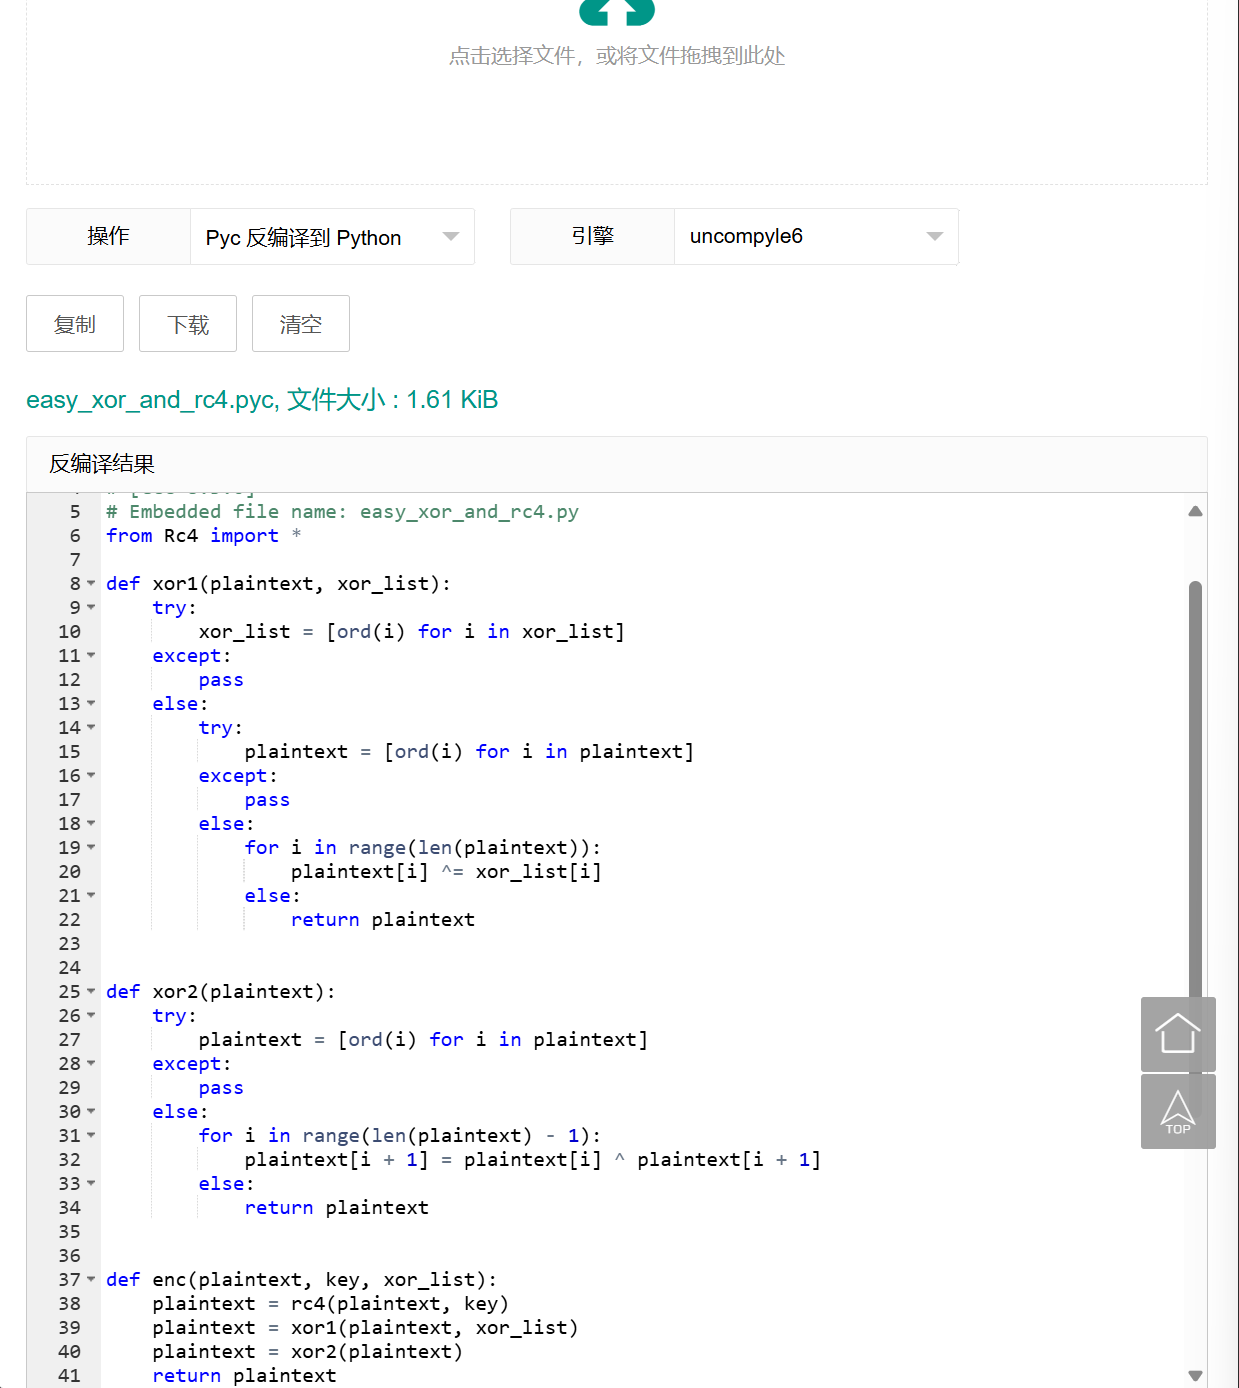 点击选择文件，或将文件拖拽到此处
操作 Pyc 反编译到 Python 引擎 uncompyle6
复制 下载 清空
easy_xor_and_rc4.pyc, 文件大小 : 1.61 KiB
反编译结果
5 # Embedded file name: easy_xor_and_rc4.py
6 from Rc4 import *
7
8 def xor1(plaintext, xor_list):
9     try:
10         xor_list = [ord(i) for i in xor_list]
11     except:
12         pass
13     else:
14         try:
15             plaintext = [ord(i) for i in plaintext]
16         except:
17             pass
18         else:
19             for i in range(len(plaintext)):
20                 plaintext[i] ^= xor_list[i]
21             else:
22                 return plaintext
23
24
25 def xor2(plaintext):
26     try:
27         plaintext = [ord(i) for i in plaintext]
28     except:
29         pass
30     else:
31         for i in range(len(plaintext) - 1):
32             plaintext[i + 1] = plaintext[i] ^ plaintext[i + 1]
33         else:
34             return plaintext
35
36
37 def enc(plaintext, key, xor_list):
38     plaintext = rc4(plaintext, key)
39     plaintext = xor1(plaintext, xor_list)
40     plaintext = xor2(plaintext)
41     return plaintext
TOP